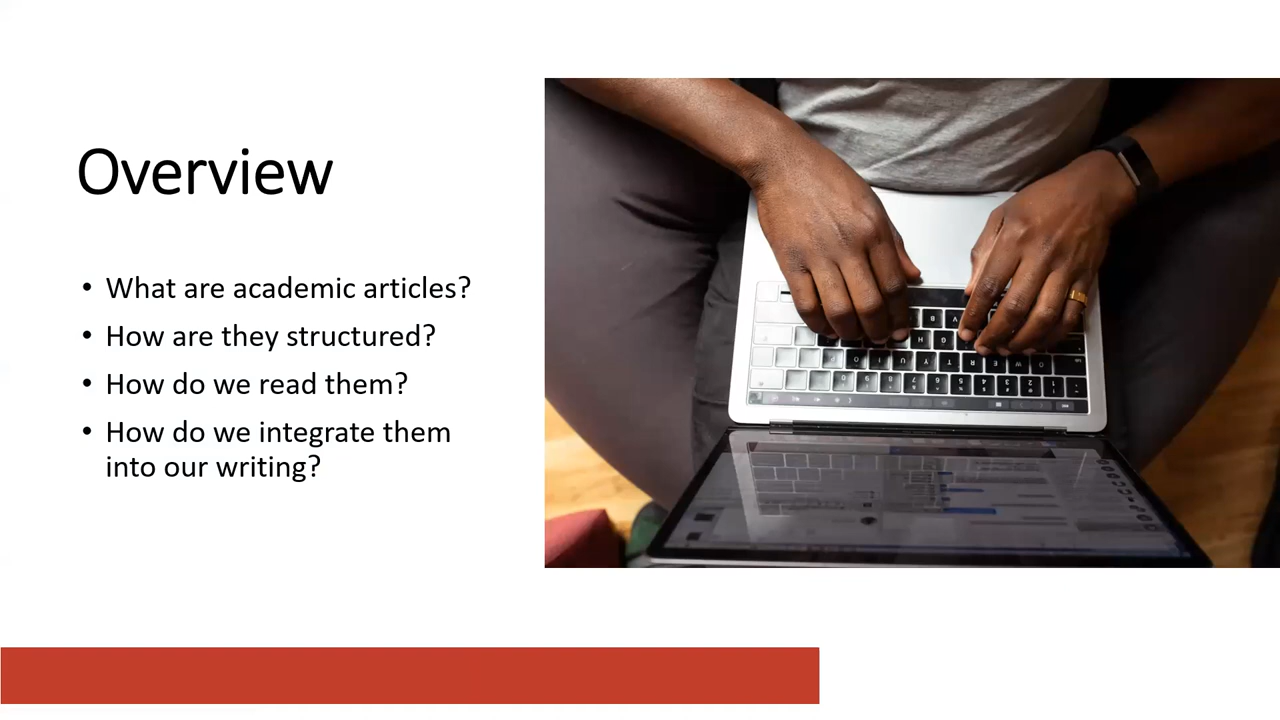 Overview
• What are academic articles?
• How are they structured?
• How do we read them?
• How do we integrate them
into our writing?